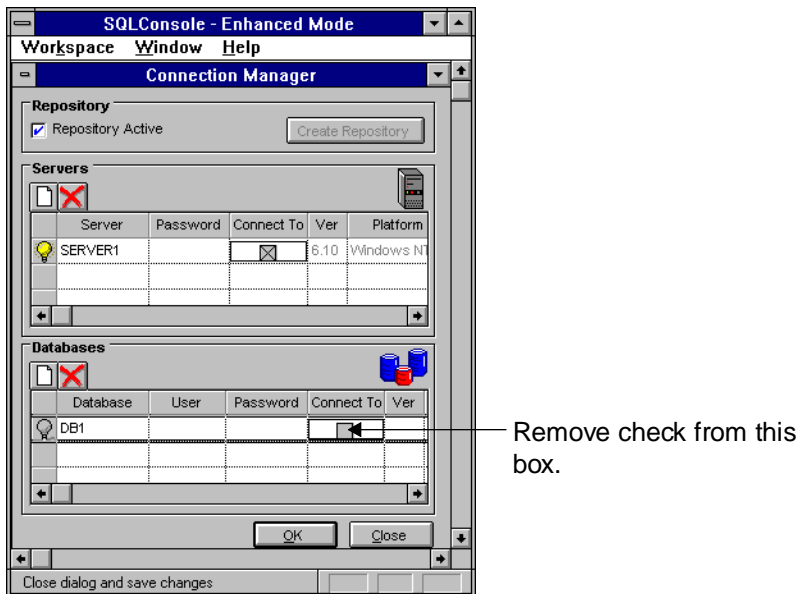 SQLConsole - Enhanced Mode
Workspace Window Help
Connection Manager
Repository
Repository Active
Create Repository
Servers
Server Password Connect To Ver Platform
SERVER1 6.10 Windows NT
Databases
Database User Password Connect To Ver
DB1
Remove check from this
box.
OK Close
Close dialog and save changes